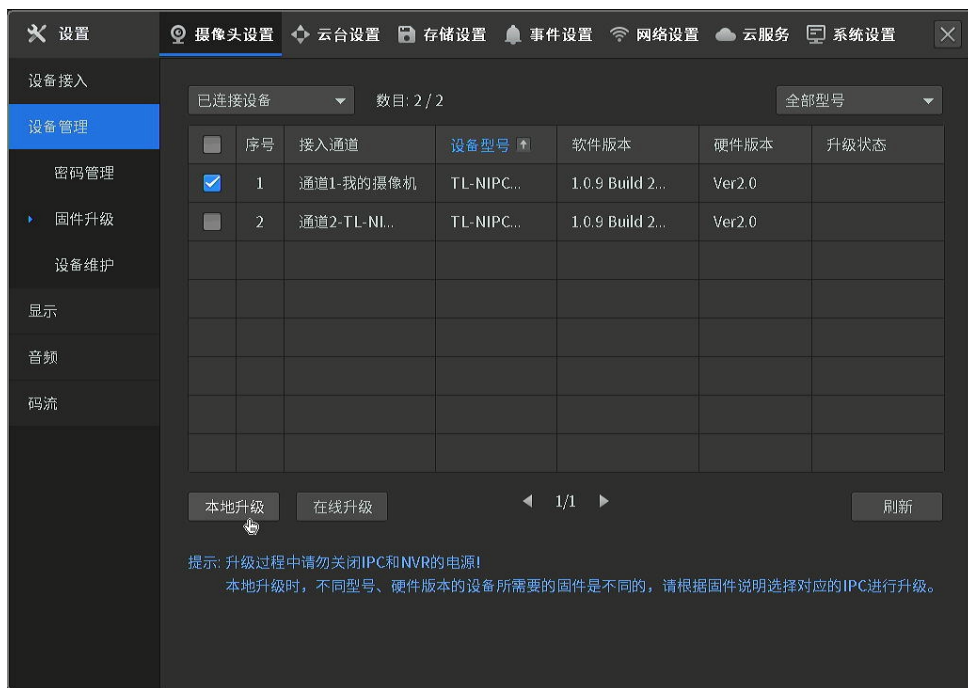 设置 摄像头设置 云台设置 存储设置 事件设置 网络设置 云服务 系统设置
设备接入
设备管理
密码管理
固件升级
设备维护
显示
音频
码流
已连接设备 数目: 2 / 2 全部型号
序号 接入通道 设备型号 软件版本 硬件版本 升级状态
1 通道1-我的摄像机 TL-NIPC... 1.0.9 Build 2... Ver2.0
2 通道2-TL-NI... TL-NIPC... 1.0.9 Build 2... Ver2.0
本地升级 在线升级 1/1 刷新
提示: 升级过程中请勿关闭IPC和NVR的电源!
本地升级时，不同型号、硬件版本的设备所需要的固件是不同的，请根据固件说明选择对应的IPC进行升级。